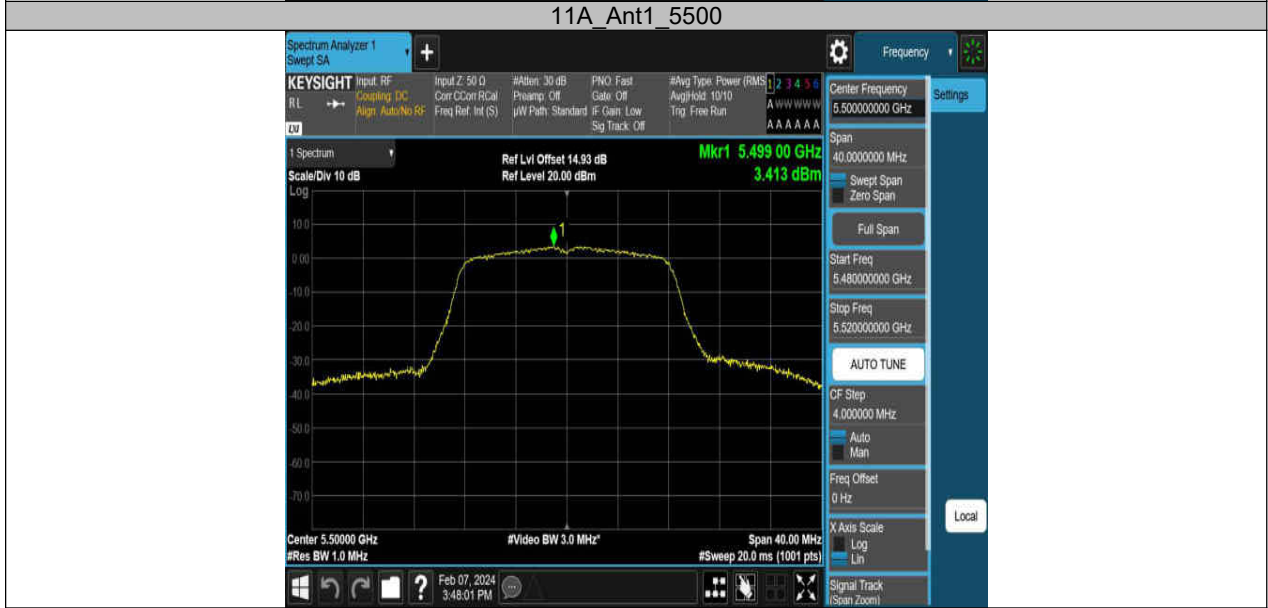 11A_Ant1_5500
Spectrum Analyzer 1
Swept SA
+
Frequency
KEYSIGHT
RL
LXI
Input: RF
Coupling: DC
Align: Auto/No RF
Input Z: 50 Ω
Corr CCorr RCal
Freq Ref: Int (S)
#Atten: 30 dB
Preamp: Off
µW Path: Standard
PNO: Fast
Gate: Off
IF Gain: Low
Sig Track: Off
#Avg Type: Power (RMS
Avg|Hold: 10/10
Trig: Free Run
1 2 3 4 5 6
A W W W W W
A A A A A A
1 Spectrum
Scale/Div 10 dB
Log
Ref Lvl Offset 14.93 dB
Ref Level 20.00 dBm
Mkr1 5.499 00 GHz
3.413 dBm
1
10.0
0.00
-10.0
-20.0
-30.0
-40.0
-50.0
-60.0
-70.0
Center 5.50000 GHz
#Res BW 1.0 MHz
#Video BW 3.0 MHz*
Span 40.00 MHz
#Sweep 20.0 ms (1001 pts)
Center Frequency
5.500000000 GHz
Settings
Span
40.0000000 MHz
Swept Span
Zero Span
Full Span
Start Freq
5.480000000 GHz
Stop Freq
5.520000000 GHz
AUTO TUNE
CF Step
4.000000 MHz
Auto
Man
Freq Offset
0 Hz
X Axis Scale
Log
Lin
Local
Signal Track
(Span Zoom)
?
Feb 07, 2024
3:48:01 PM